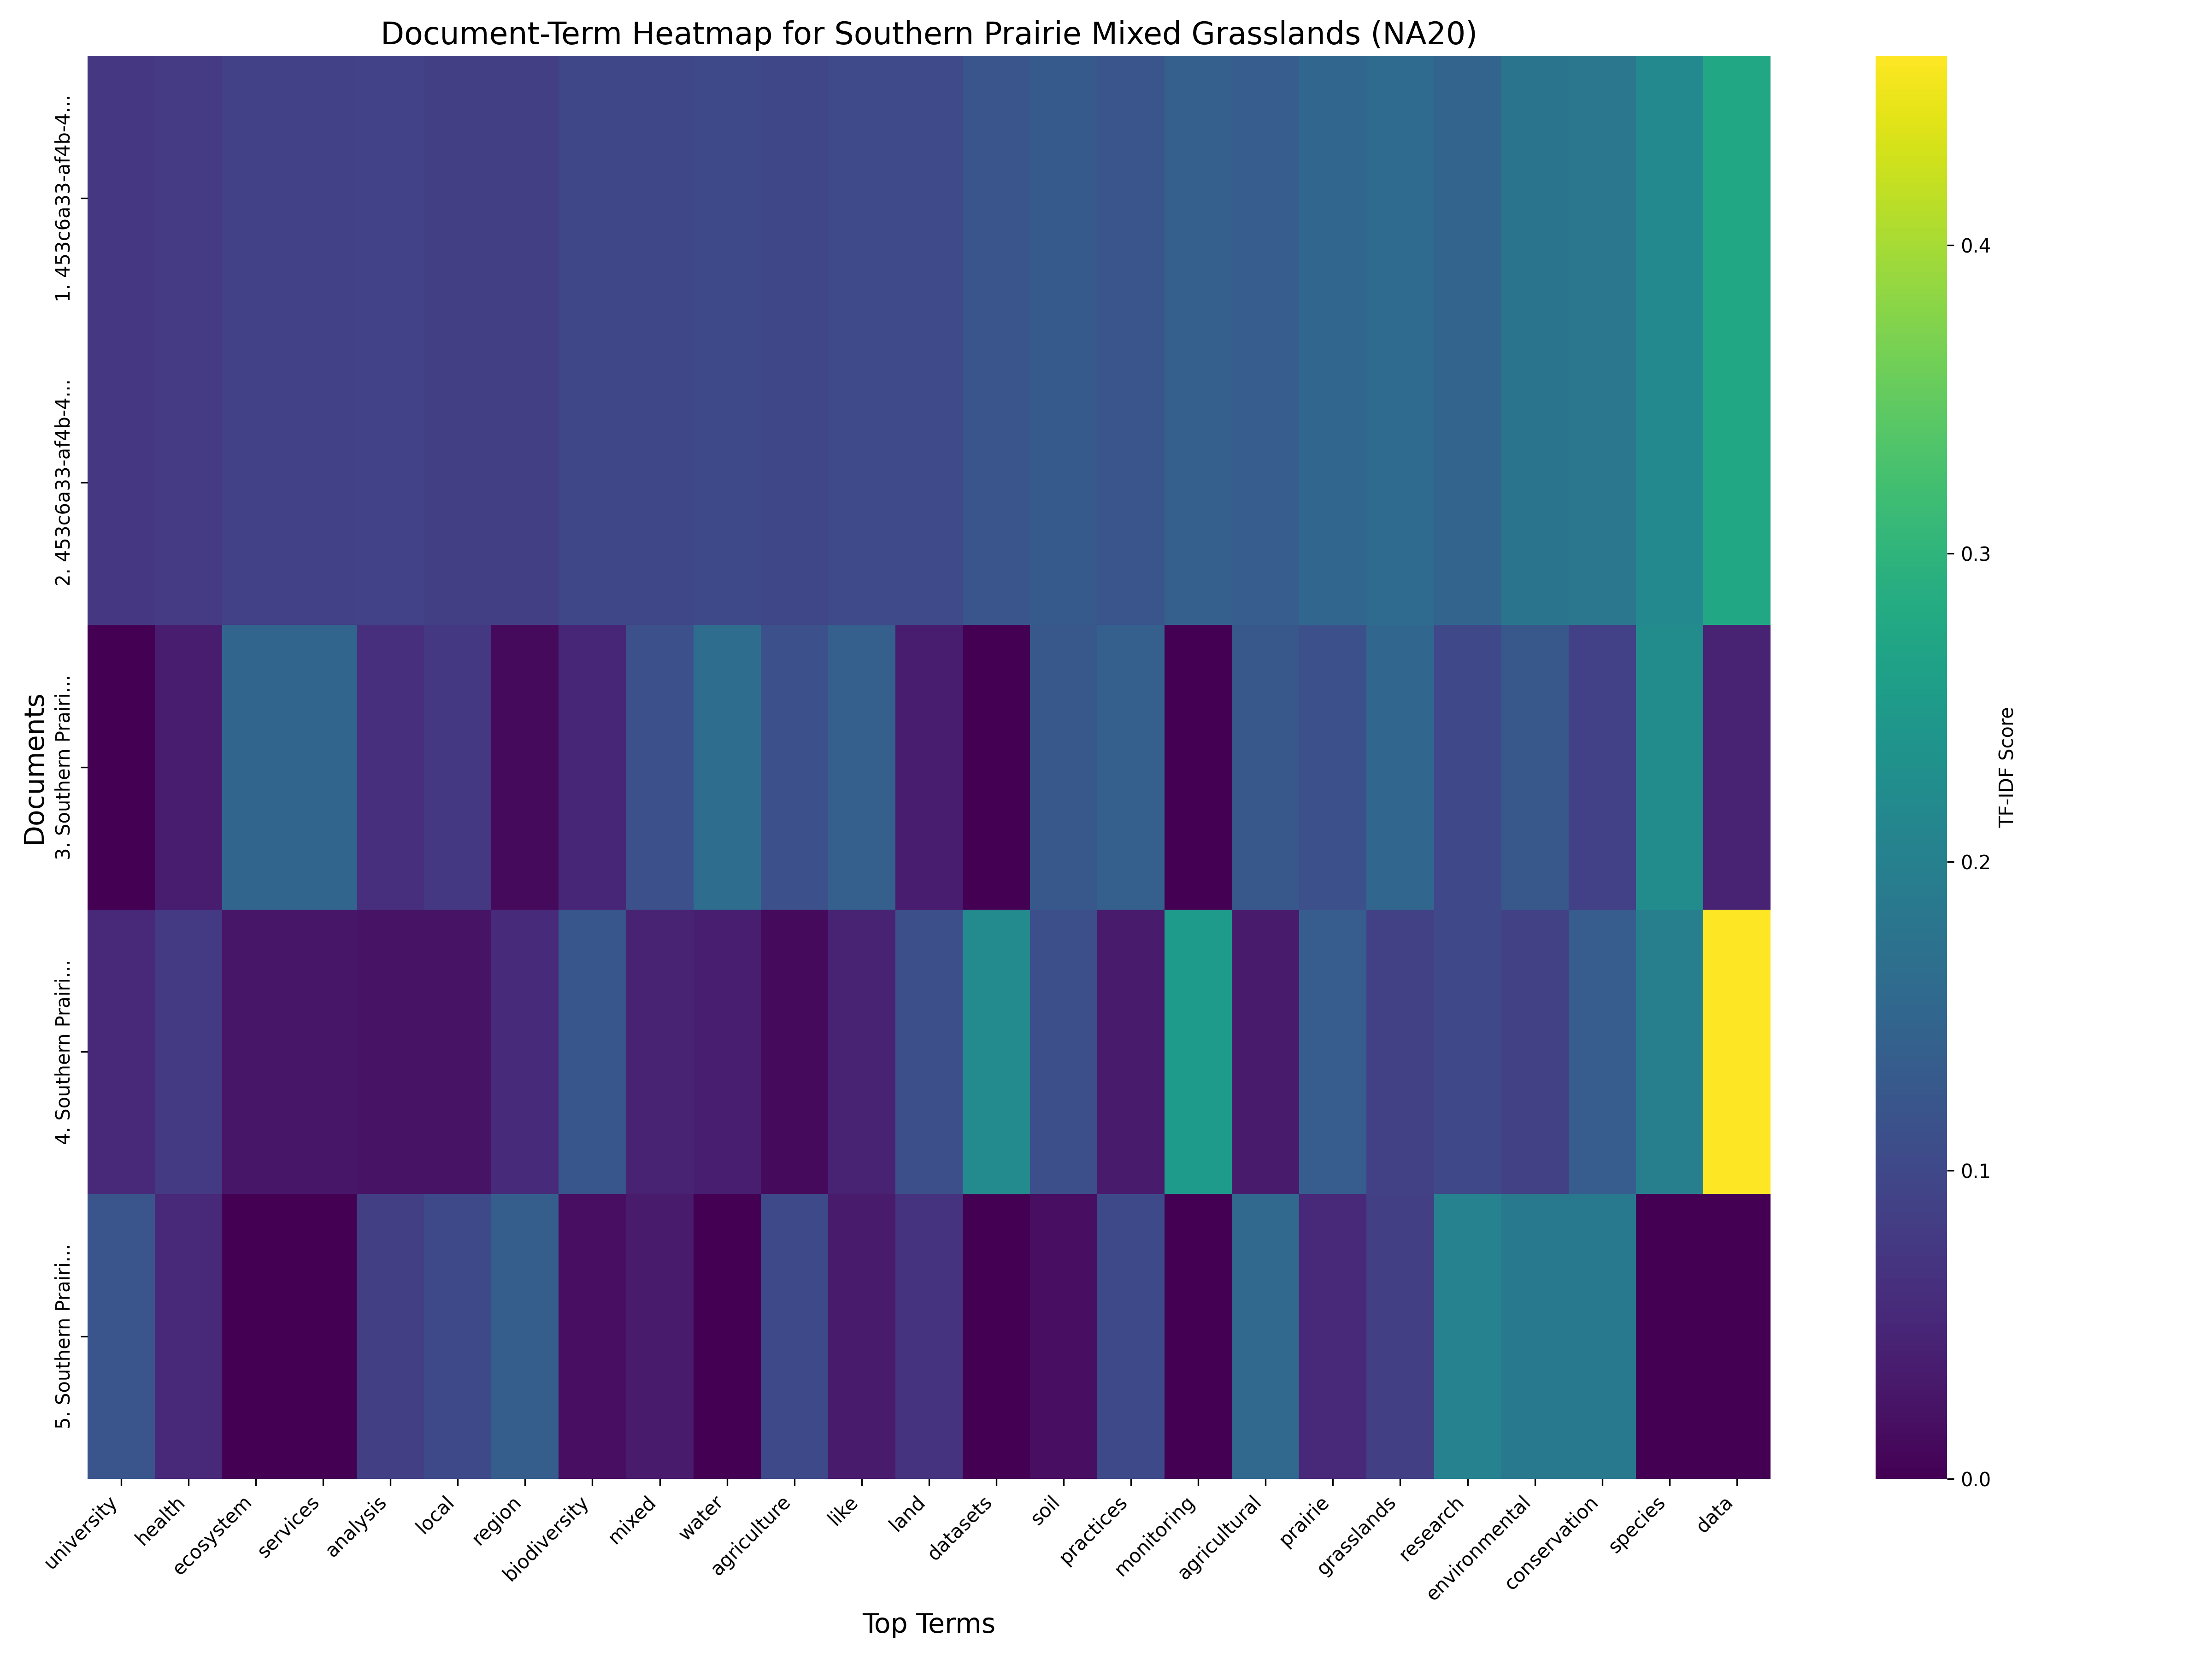 Document-Term Heatmap for Southern Prairie Mixed Grasslands (NA20)
Documents
1. 453c6a33-af4b-4...
2. 453c6a33-af4b-4...
3. Southern Prairi...
4. Southern Prairi...
5. Southern Prairi...
university
health
ecosystem
services
analysis
local
region
biodiversity
mixed
water
agriculture
like
land
datasets
soil
practices
monitoring
agricultural
prairie
grasslands
research
environmental
conservation
species
data
Top Terms
0.4
0.3
0.2
0.1
0.0
TF-IDF Score